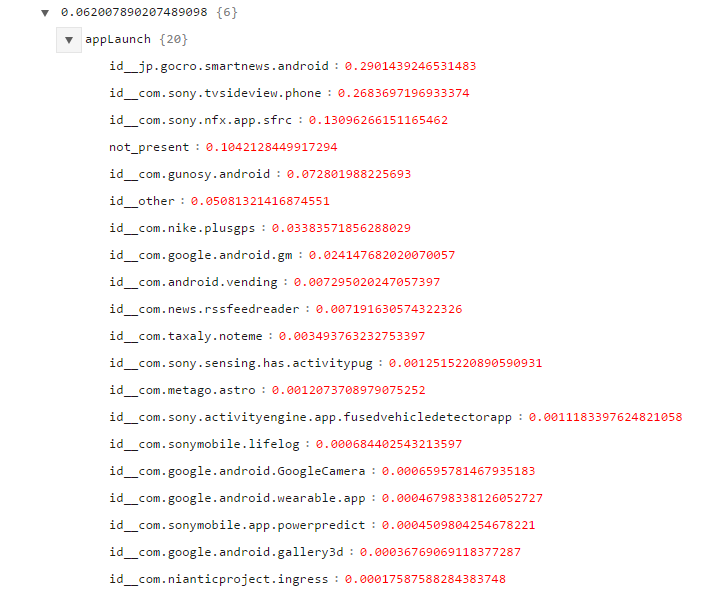 ▼ 0.062007890207489098 {6}
▼ appLaunch {20}
id__jp.gocro.smartnews.android : 0.2901439246531483
id__com.sony.tvsideview.phone : 0.2683697196933374
id__com.sony.nfx.app.sfrc : 0.13096266151165462
not_present : 0.1042128449917294
id__com.gunosy.android : 0.072801988225693
id__other : 0.05081321416874551
id__com.nike.plusgps : 0.03383571856288029
id__com.google.android.gm : 0.024147682020070057
id__com.android.vending : 0.007295020247057397
id__com.news.rssfeedreader : 0.007191630574322326
id__com.taxaly.noteme : 0.003493763232753397
id__com.sony.sensing.has.activitypug : 0.0012515220890590931
id__com.metago.astro : 0.0012073708979075252
id__com.sony.activityengine.app.fusedvehicledetectorapp : 0.0011183397624821058
id__com.sonymobile.lifelog : 0.000684402543213597
id__com.google.android.GoogleCamera : 0.0006595781467935183
id__com.google.android.wearable.app : 0.00046798338126052727
id__com.sonymobile.app.powerpredict : 0.0004509804254678221
id__com.google.android.gallery3d : 0.00036769069118377287
id__com.nianticproject.ingress : 0.00017587588284383748